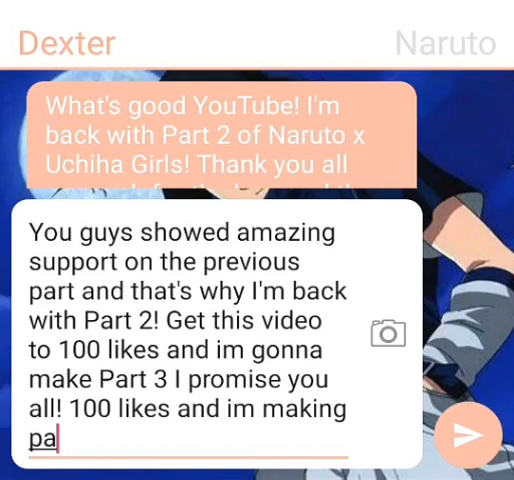 Dexter
Naruto
What's good YouTube! I'm
back with Part 2 of Naruto x
Uchiha Girls! Thank you all
You guys showed amazing
support on the previous
part and that's why I'm back
with Part 2! Get this video
to 100 likes and im gonna
make Part 3 I promise you
all! 100 likes and im making
pa